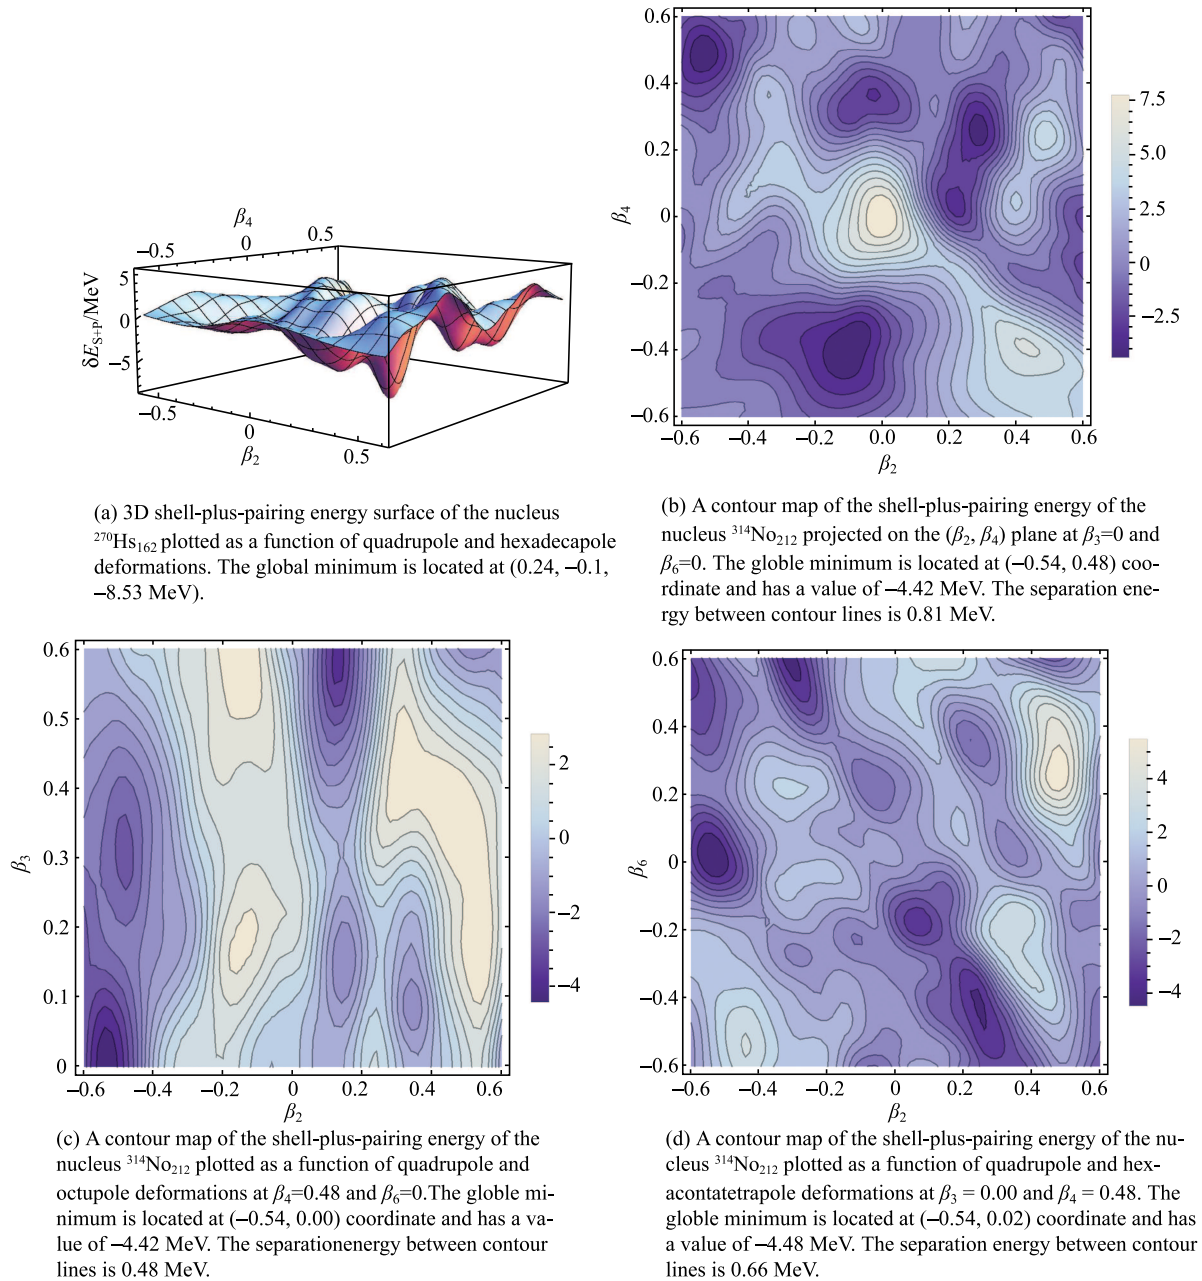 β4
−0.5
0
0.5
5
0
−5
δE_S+P/MeV
−0.5
0
0.5
β2
(a) 3D shell-plus-pairing energy surface of the nucleus
²⁷⁰Hs₁₆₂ plotted as a function of quadrupole and hexadecapole
deformations. The global minimum is located at (0.24, −0.1,
−8.53 MeV).
0.6
0.4
0.2
0
−0.2
−0.4
−0.6
β4
−0.6 −0.4 −0.2 0.0 0.2 0.4 0.6
β2
7.5
5.0
2.5
0
−2.5
(b) A contour map of the shell-plus-pairing energy of the
nucleus ³¹⁴No₂₁₂ projected on the (β2, β4) plane at β3=0 and
β6=0. The globe minimum is located at (−0.54, 0.48) coo-
rdinate and has a value of −4.42 MeV. The separation ene-
rgy between contour lines is 0.81 MeV.
0.6
0.5
0.4
0.3
0.2
0.1
0
β3
−0.6 −0.4 −0.2 0 0.2 0.4 0.6
β2
2
0
−2
−4
(c) A contour map of the shell-plus-pairing energy of the
nucleus ³¹⁴No₂₁₂ plotted as a function of quadrupole and
octupole deformations at β4=0.48 and β6=0.The globle mi-
nimum is located at (−0.54, 0.00) coordinate and has a va-
lue of −4.42 MeV. The separationenergy between contour
lines is 0.48 MeV.
0.6
0.4
0.2
0
−0.2
−0.4
−0.6
β6
−0.6 −0.4 −0.2 0 0.2 0.4 0.6
β2
4
2
0
−2
−4
(d) A contour map of the shell-plus-pairing energy of the nu-
cleus ³¹⁴No₂₁₂ plotted as a function of quadrupole and hex-
acontatetrapole deformations at β3 = 0.00 and β4 = 0.48. The
globle minimum is located at (−0.54, 0.02) coordinate and has
a value of −4.48 MeV. The separation energy between contour
lines is 0.66 MeV.